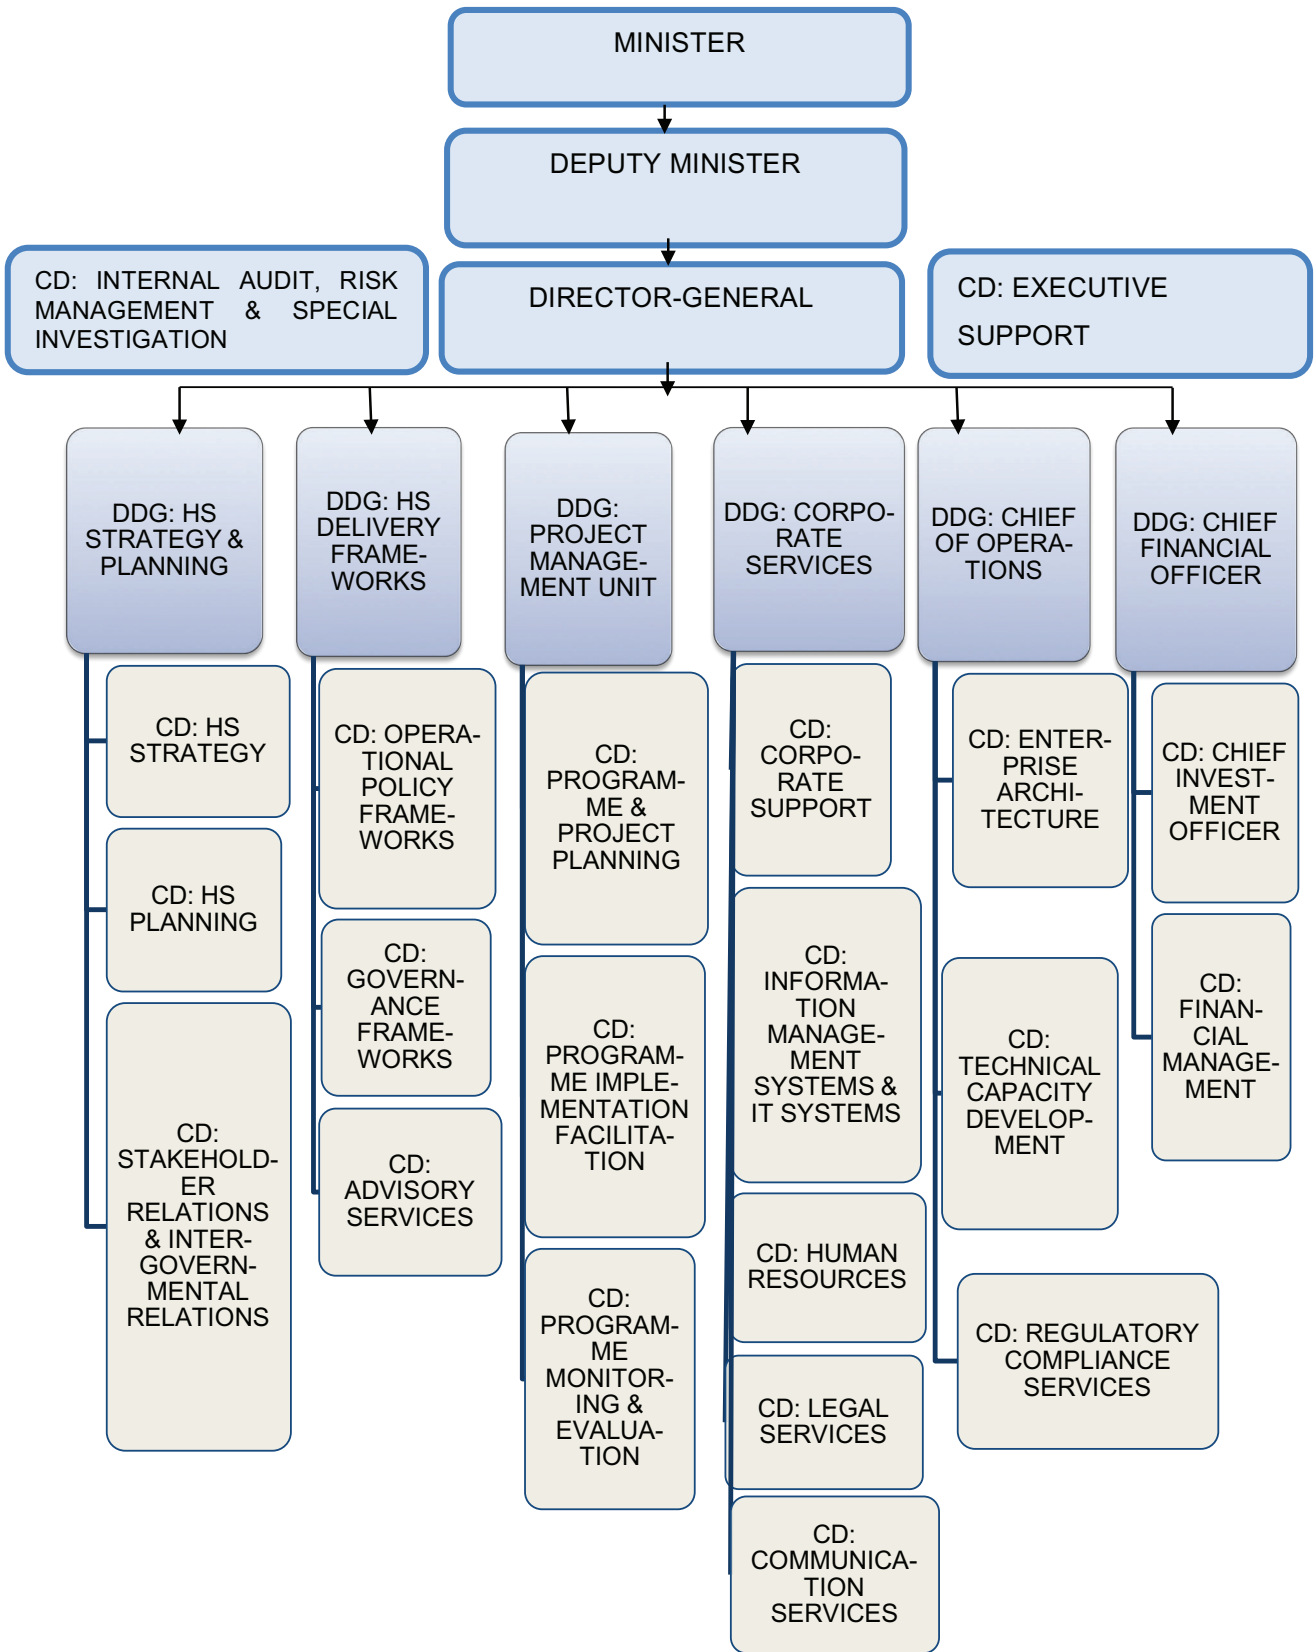 MINISTER
DEPUTY MINISTER
CD: INTERNAL AUDIT, RISK
MANAGEMENT & SPECIAL
INVESTIGATION
DIRECTOR-GENERAL
CD: EXECUTIVE
SUPPORT
DDG: HS
STRATEGY &
PLANNING
DDG: HS
DELIVERY
FRAME-
WORKS
DDG:
PROJECT
MANAGE-
MENT UNIT
DDG: CORPO-
RATE
SERVICES
DDG: CHIEF
OF OPERA-
TIONS
DDG: CHIEF
FINANCIAL
OFFICER
CD: HS
STRATEGY
CD: HS
PLANNING
CD:
STAKEHOLD-
ER
RELATIONS
& INTER-
GOVERN-
MENTAL
RELATIONS
CD: OPERA-
TIONAL
POLICY
FRAME-
WORKS
CD:
GOVERN-
ANCE
FRAME-
WORKS
CD:
ADVISORY
SERVICES
CD:
PROGRAM-
ME &
PROJECT
PLANNING
CD:
PROGRAM-
ME IMPLE-
MENTATION
FACILITA-
TION
CD:
PROGRAM-
ME
MONITOR-
ING &
EVALUA-
TION
CD:
CORPO-
RATE
SUPPORT
CD:
INFORMA-
TION
MANAGE-
MENT
SYSTEMS &
IT SYSTEMS
CD: HUMAN
RESOURCES
CD: LEGAL
SERVICES
CD:
COMMUNICA-
TION
SERVICES
CD: ENTER-
PRISE
ARCHI-
TECTURE
CD:
TECHNICAL
CAPACITY
DEVELOP-
MENT
CD: REGULATORY
COMPLIANCE
SERVICES
CD: CHIEF
INVEST-
MENT
OFFICER
CD:
FINAN-
CIAL
MANAGE-
MENT